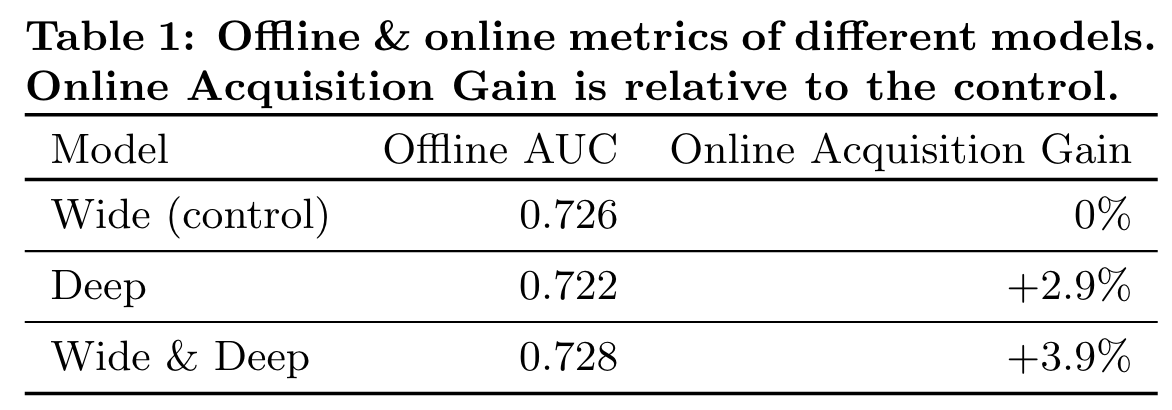 Table 1: Offline & online metrics of different models.
Online Acquisition Gain is relative to the control.
Model Offline AUC Online Acquisition Gain
Wide (control) 0.726 0%
Deep 0.722 +2.9%
Wide & Deep 0.728 +3.9%